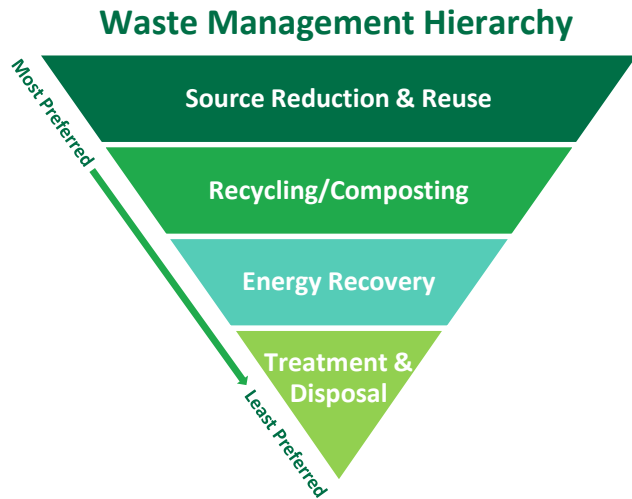 Waste Management Hierarchy
Most Preferred
Source Reduction & Reuse
Recycling/Composting
Energy Recovery
Treatment &
Disposal
Least Preferred